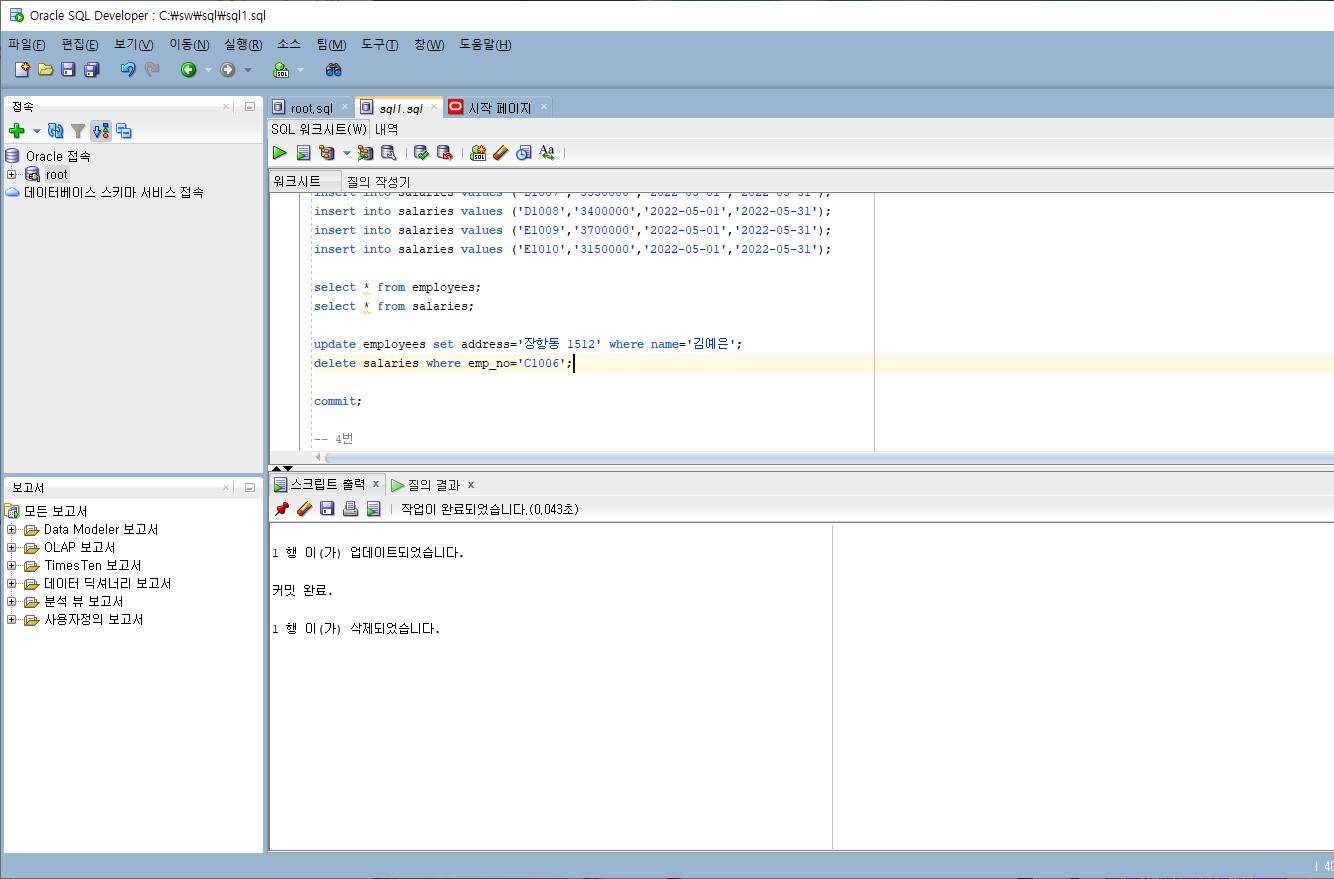 Oracle SQL Developer : C:₩sw₩sql₩sql1.sql
파일(F) 편집(E) 보기(V) 이동(N) 실행(R) 소스 팀(M) 도구(T) 창(W) 도움말(H)
접속
Oracle 접속
root
데이터베이스 스키마 서비스 접속
root.sql sql1.sql 시작 페이지
SQL 워크시트(W) 내역
워크시트 질의 작성기
insert into salaries values ('D1007','3550000','2022-05-01','2022-05-31');
insert into salaries values ('D1008','3400000','2022-05-01','2022-05-31');
insert into salaries values ('E1009','3700000','2022-05-01','2022-05-31');
insert into salaries values ('E1010','3150000','2022-05-01','2022-05-31');
select * from employees;
select * from salaries;
update employees set address='장항동 1512' where name='김예은';
delete salaries where emp_no='C1006';
commit;
-- 4번
보고서
모든 보고서
Data Modeler 보고서
OLAP 보고서
TimesTen 보고서
데이터 딕셔너리 보고서
분석 뷰 보고서
사용자정의 보고서
스크립트 출력 x 질의 결과 x
작업이 완료되었습니다.(0.043초)
1 행 이(가) 업데이트되었습니다.
커밋 완료.
1 행 이(가) 삭제되었습니다.